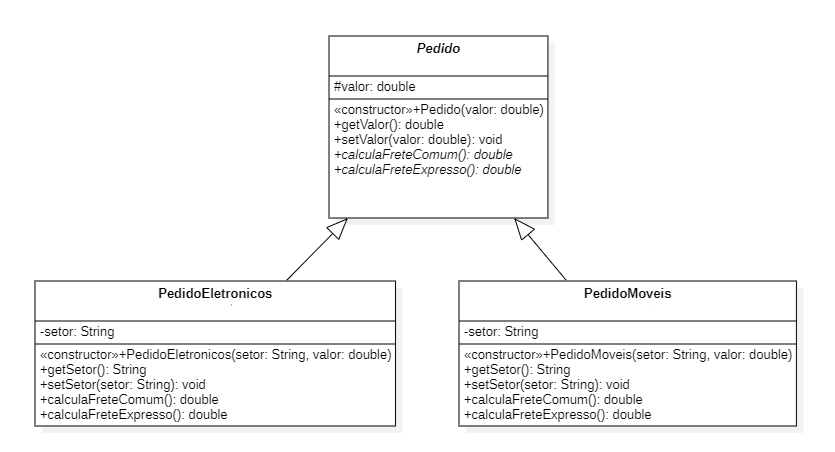 Pedido
#valor: double
«constructor»+Pedido(valor: double)
+getValor(): double
+setValor(valor: double): void
+calculaFreteComum(): double
+calculaFreteExpresso(): double
PedidoEletronicos
-setor: String
«constructor»+PedidoEletronicos(setor: String, valor: double)
+getSetor(): String
+setSetor(setor: String): void
+calculaFreteComum(): double
+calculaFreteExpresso(): double
PedidoMoveis
-setor: String
«constructor»+PedidoMoveis(setor: String, valor: double)
+getSetor(): String
+setSetor(setor: String): void
+calculaFreteComum(): double
+calculaFreteExpresso(): double